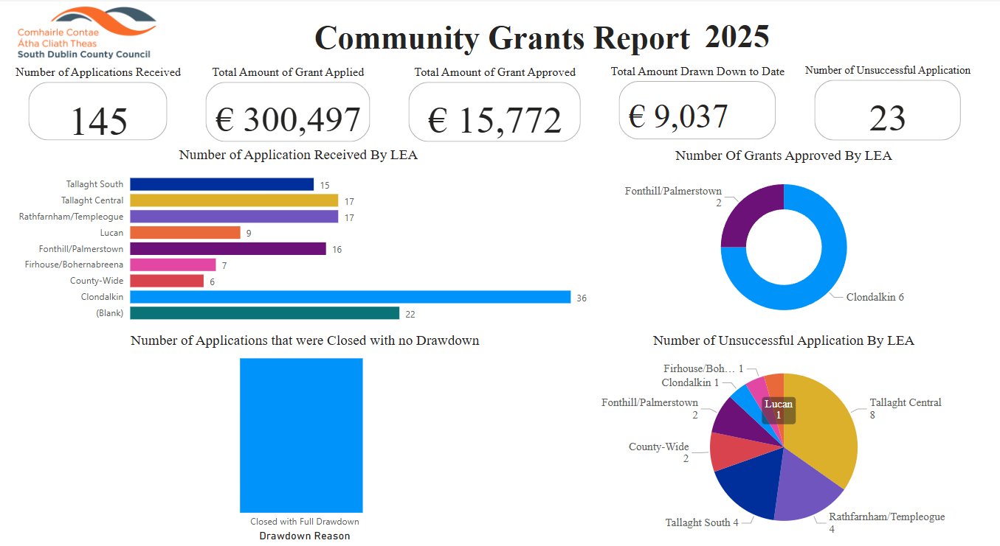 Comhairle Contae
Átha Cliath Theas
South Dublin County Council
Community Grants Report 2025
Number of Applications Received
145
Total Amount of Grant Applied
€ 300,497
Total Amount of Grant Approved
€ 15,772
Total Amount Drawn Down to Date
€ 9,037
Number of Unsuccessful Application
23
Number of Application Received By LEA
Tallaght South 15
Tallaght Central 17
Rathfarnham/Templeogue 17
Lucan 9
Fonthill/Palmerstown 16
Firhouse/Bohernabreena 7
County-Wide 6
Clondalkin 36
(Blank) 22
Number Of Grants Approved By LEA
Fonthill/Palmerstown
2
Clondalkin 6
Number of Applications that were Closed with no Drawdown
Closed with Full Drawdown
Drawdown Reason
Number of Unsuccessful Application By LEA
Firhouse/Boh... 1
Clondalkin 1
Fonthill/Palmerstown
2
County-Wide
2
Tallaght South 4
Lucan
1
Tallaght Central
8
Rathfarnham/Templeogue
4